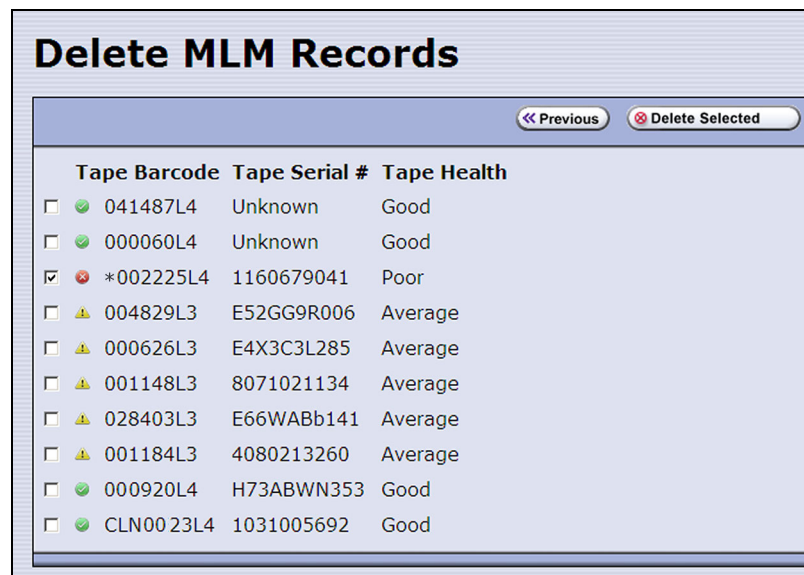 Delete MLM Records
Previous Delete Selected
Tape Barcode Tape Serial # Tape Health
041487L4 Unknown Good
000060L4 Unknown Good
*002225L4 1160679041 Poor
004829L3 E52GG9R006 Average
000626L3 E4X3C3L285 Average
001148L3 8071021134 Average
028403L3 E66WABb141 Average
001184L3 4080213260 Average
000920L4 H73ABWN353 Good
CLN0023L4 1031005692 Good